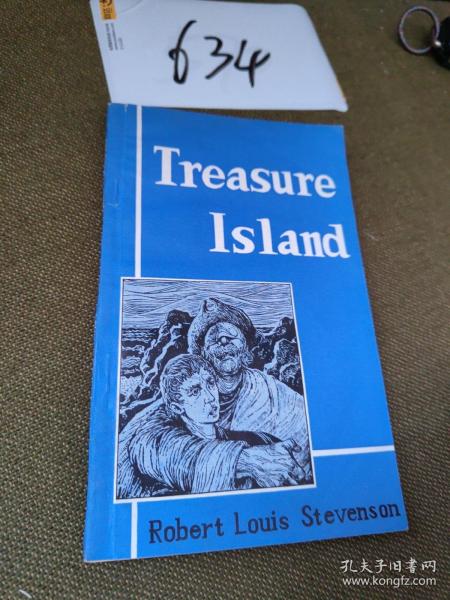 634
Treasure
Island
Robert Louis Stevenson
孔夫子旧书网
www.kongfz.com